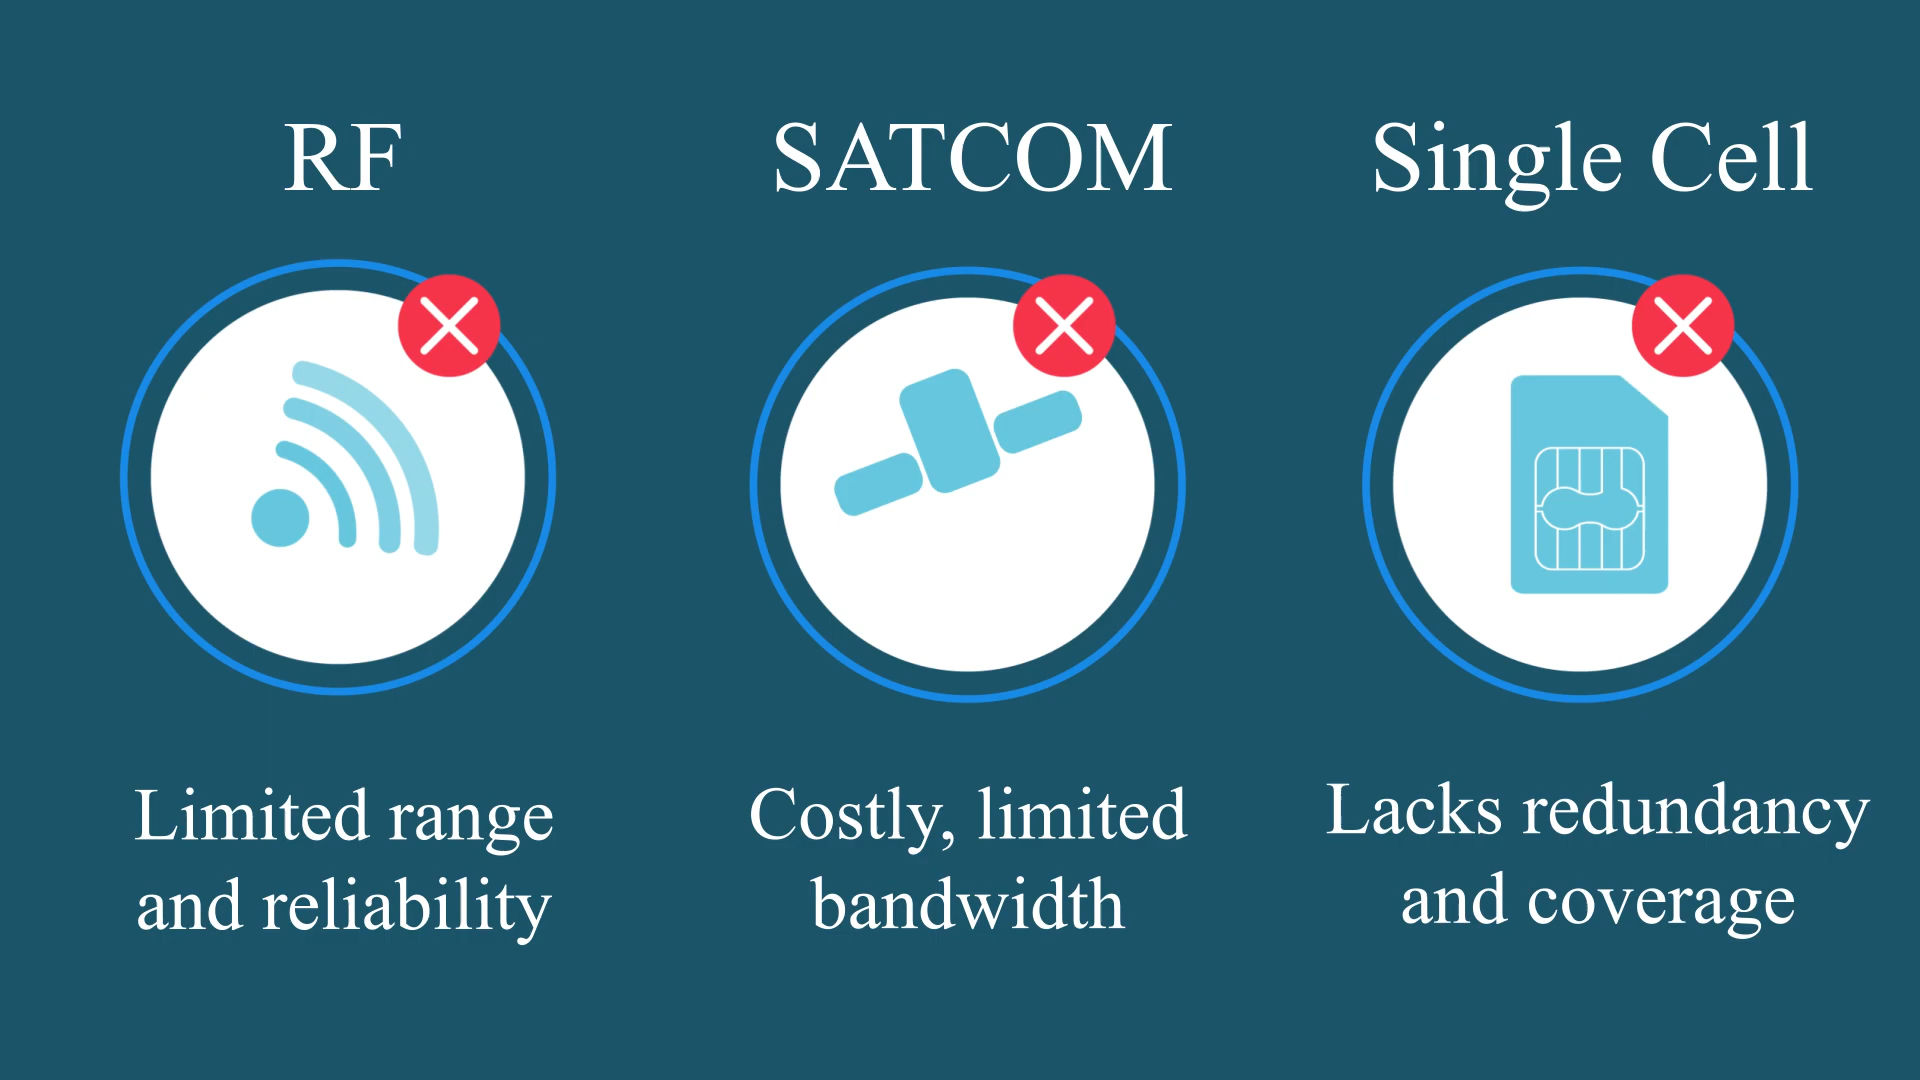 RF
Limited range
and reliability
SATCOM
Costly, limited
bandwidth
Single Cell
Lacks redundancy
and coverage